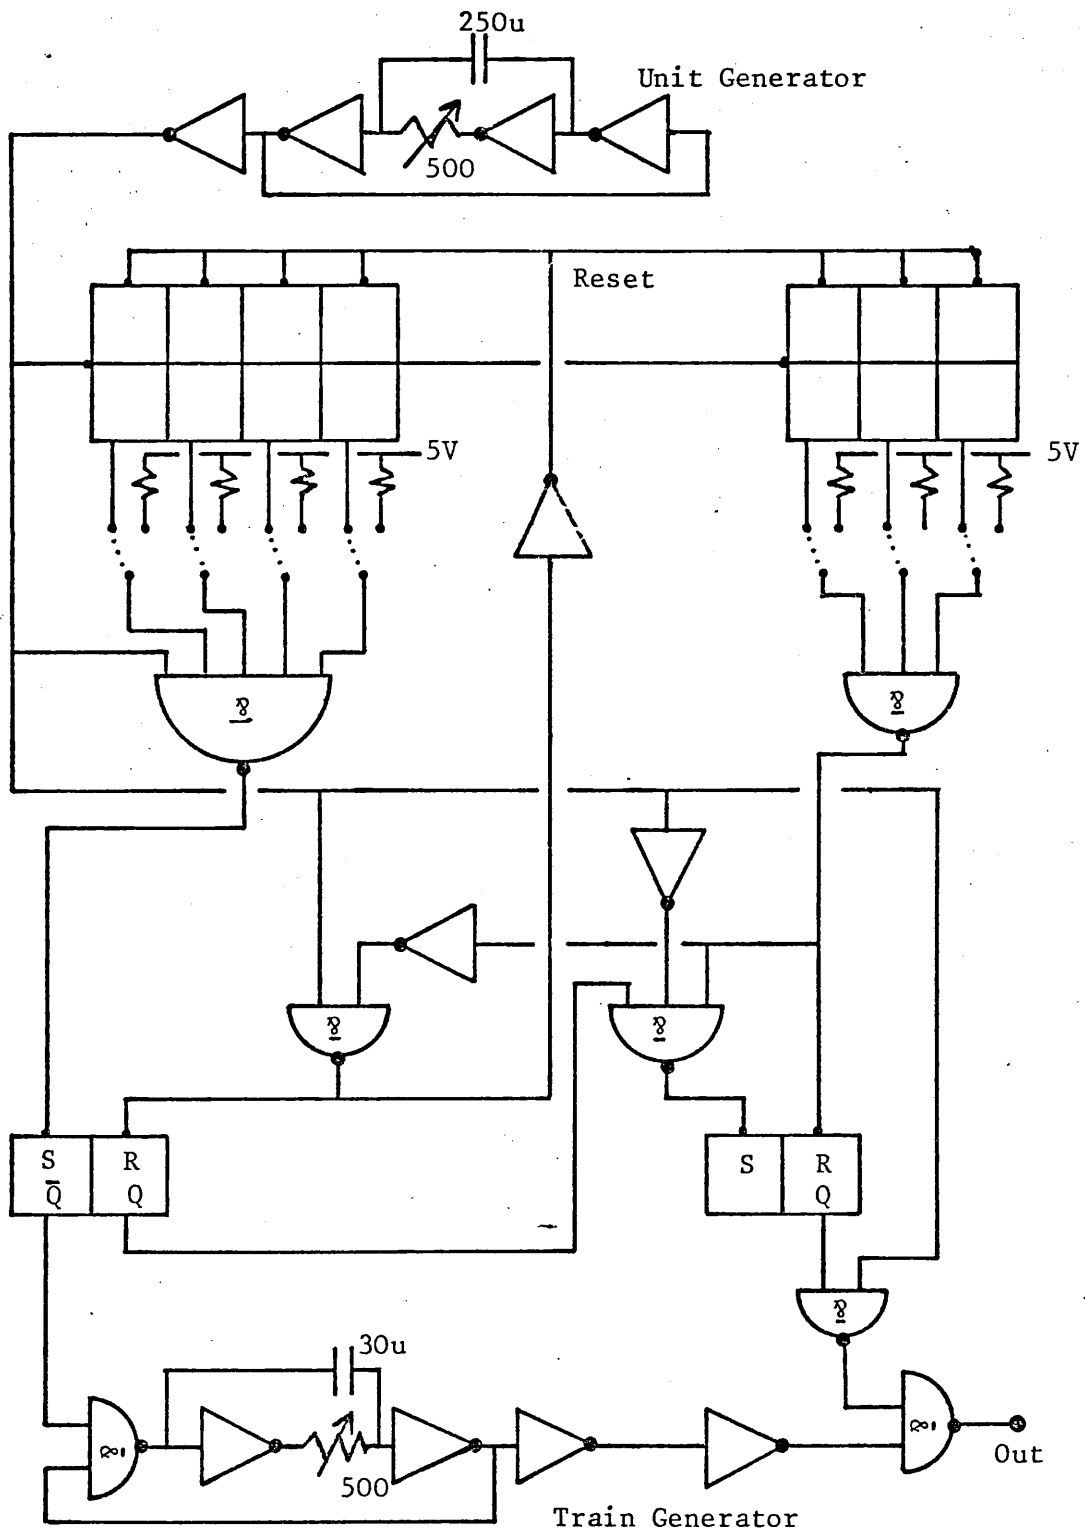 250u
Unit Generator
500
Reset
5V
5V
&
&
&
&
S R
Q̅ Q
S R
Q
&
30u
&
500
&
Out
Train Generator